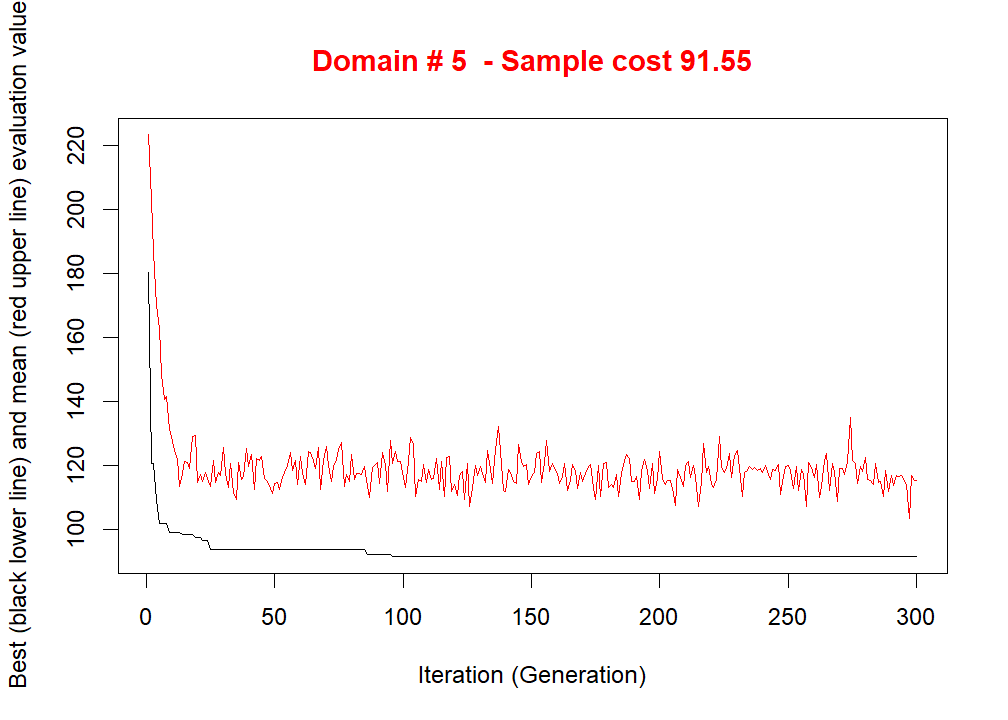 Domain # 5  - Sample cost 91.55
Best (black lower line) and mean (red upper line) evaluation value
220
200
180
160
140
120
100
0 50 100 150 200 250 300
Iteration (Generation)